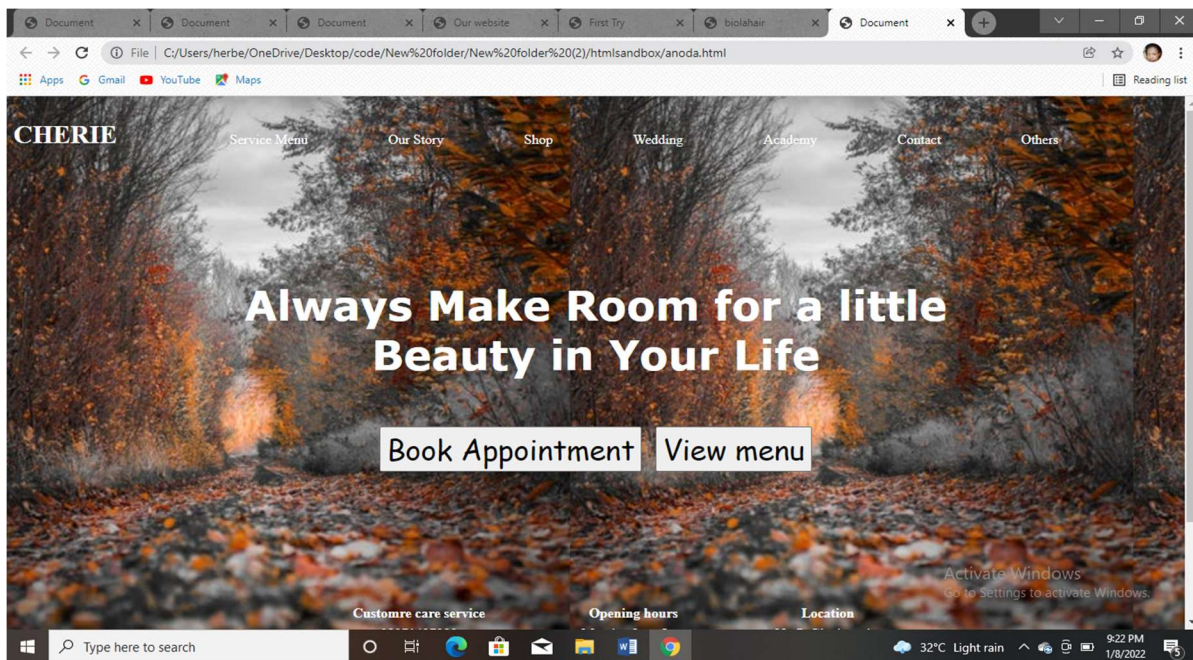 Document Document Document Our website First Try biolahair Document
File C:/Users/herbe/OneDrive/Desktop/code/New%20folder/New%20folder%20(2)/htmlsandbox/anoda.html
Apps Gmail YouTube Maps Reading list
CHERIE Service Menu Our Story Shop Wedding Academy Contact Others
Always Make Room for a little
Beauty in Your Life
Book Appointment View menu
Activate Windows
Go to Settings to activate Windows.
Customre care service Opening hours Location
Type here to search 32°C Light rain 9:22 PM
1/8/2022 5